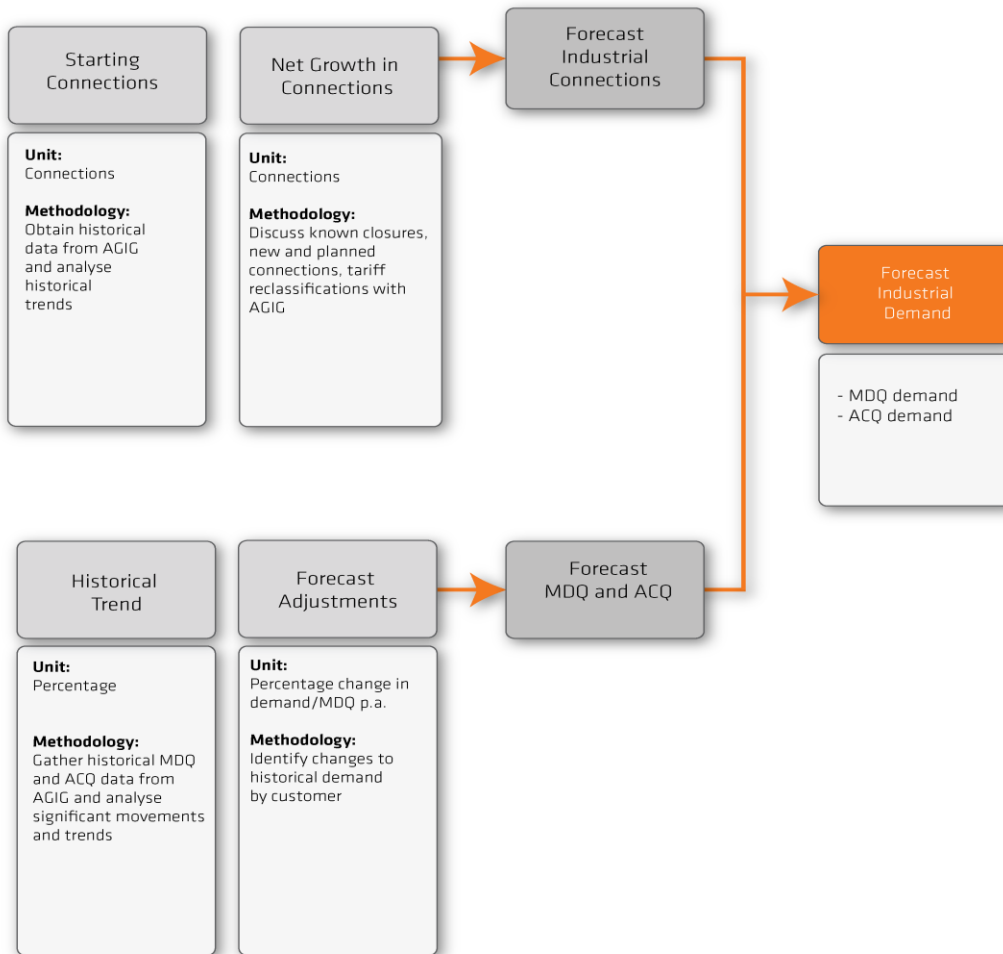 Starting
Connections
Unit:
Connections
Methodology:
Obtain historical
data from AGIG
and analyse
historical
trends
Net Growth in
Connections
Unit:
Connections
Methodology:
Discuss known closures,
new and planned
connections, tariff
reclassifications with
AGIG
Forecast
Industrial
Connections
Forecast
Industrial
Demand
- MDQ demand
- ACQ demand
Historical
Trend
Unit:
Percentage
Methodology:
Gather historical MDQ
and ACQ data from
AGIG and analyse
significant movements
and trends
Forecast
Adjustments
Unit:
Percentage change in
demand/MDQ p.a.
Methodology:
Identify changes to
historical demand
by customer
Forecast
MDQ and ACQ